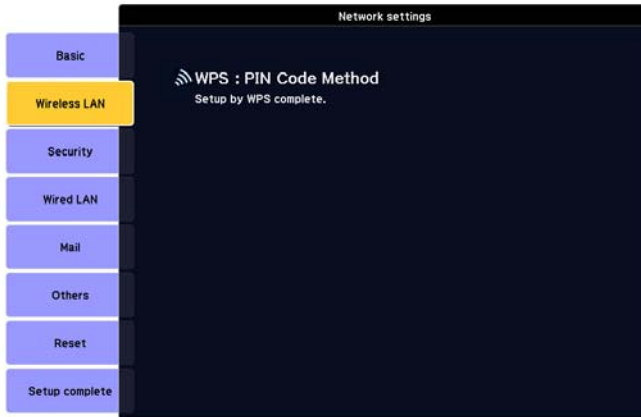 Network settings
Basic
Wireless LAN
Security
Wired LAN
Mail
Others
Reset
Setup complete
WPS : PIN Code Method
Setup by WPS complete.